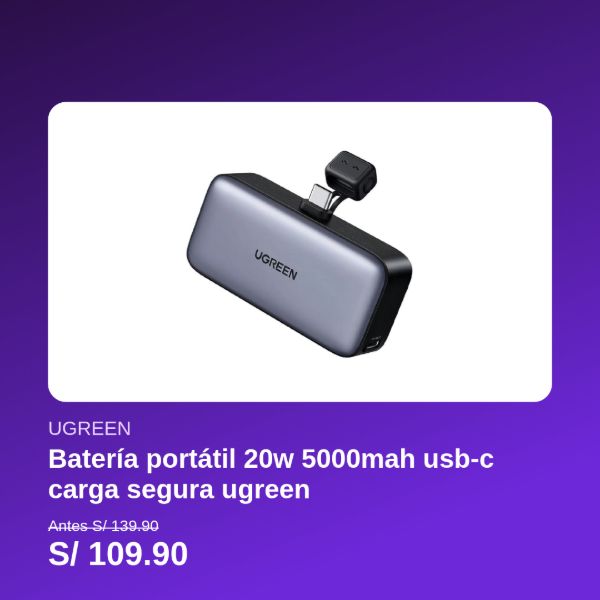 UGREEN
UGREEN
Batería portátil 20w 5000mah usb-c
carga segura ugreen
Antes S/ 139.90
S/ 109.90